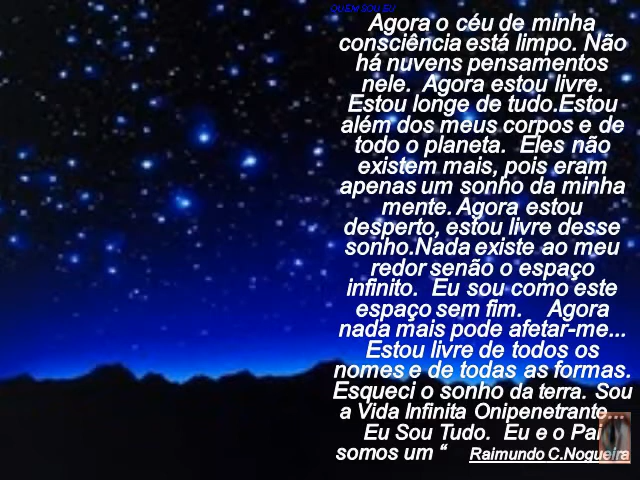 QUEM SOU EU
Agora o céu de minha
consciência está limpo. Não
há nuvens pensamentos
nele. Agora estou livre.
Estou longe de tudo.Estou
além dos meus corpos e de
todo o planeta. Eles não
existem mais, pois eram
apenas um sonho da minha
mente. Agora estou
desperto, estou livre desse
sonho.Nada existe ao meu
redor senão o espaço
infinito. Eu sou como este
espaço sem fim. Agora
nada mais pode afetar-me...
Estou livre de todos os
nomes e de todas as formas.
Esqueci o sonho da terra. Sou
a Vida Infinita Onipenetrante...
Eu Sou Tudo. Eu e o Pai
somos um “ Raimundo C.Nogueira